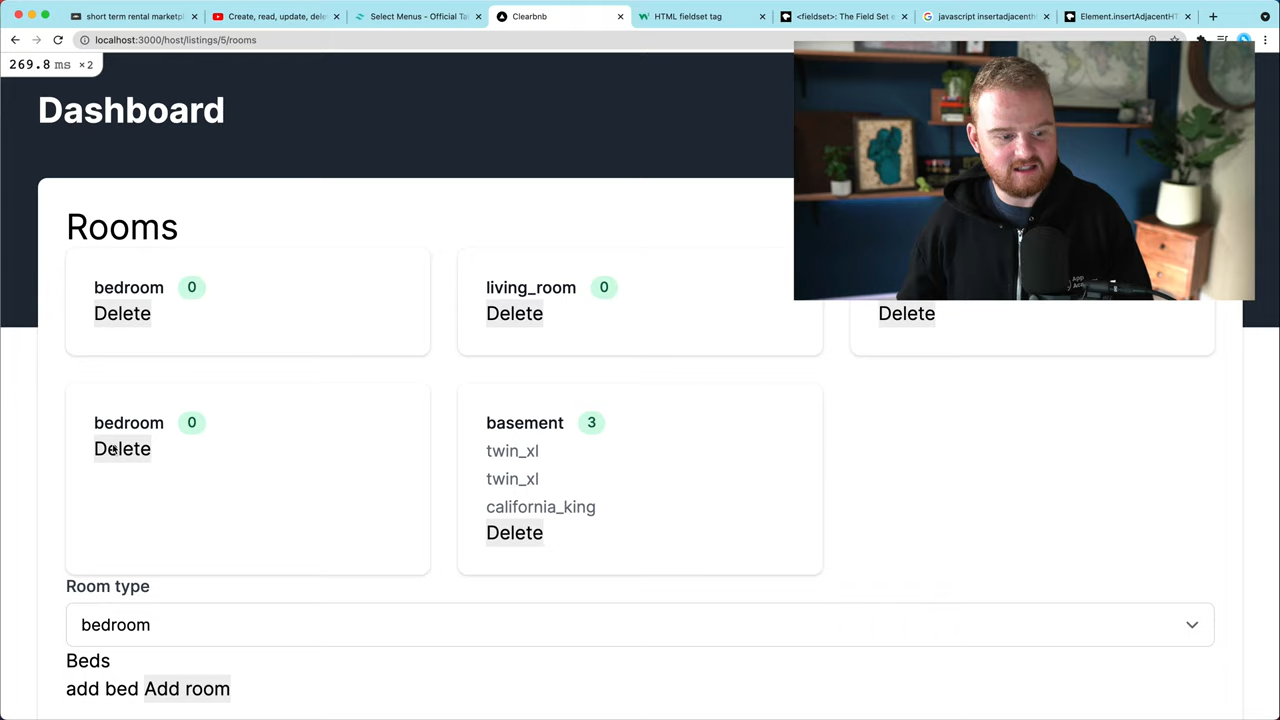 short term rental marketpl
Create, read, update, dele
Select Menus - Official Ta
Clearbnb
HTML fieldset tag
<fieldset>: The Field Set e
javascript insertadjacenth
Element.insertAdjacentHT
localhost:3000/host/listings/5/rooms
269.8 ms ×2
Dashboard
Rooms
bedroom 0
Delete
living_room 0
Delete
Delete
bedroom 0
Delete
basement 3
twin_xl
twin_xl
california_king
Delete
Room type
bedroom
Beds
add bed Add room